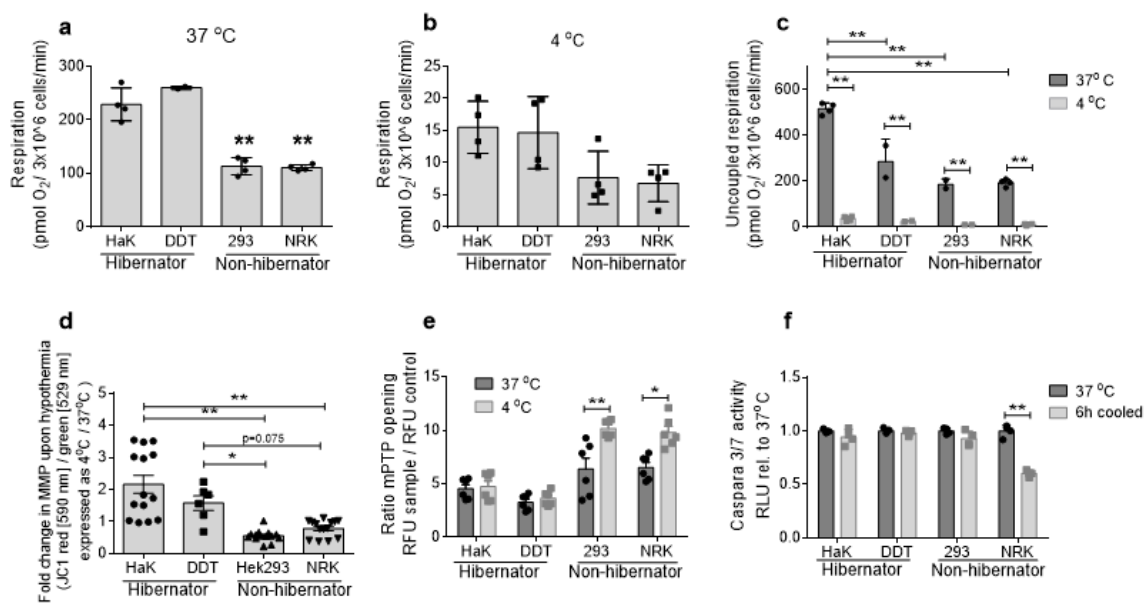 a
37 °C
Respiration
(pmol O2/ 3x10^6 cells/min)
300
200
100
0
** **
HaK DDT 293 NRK
Hibernator Non-hibernator
b
4 °C
Respiration
(pmol O2/ 3x10^6 cells/min)
25
20
15
10
5
0
HaK DDT 293 NRK
Hibernator Non-hibernator
c
Uncoupled respiration
(pmol O2/ 3x10^6 cells/min)
600
400
200
0
**
**
**
**
**
**
**
37° C
4 °C
HaK DDT 293 NRK
Hibernator Non-hibernator
d
Fold change in MMP upon hypothermia
(JC1 red [590 nm] / green [529 nm]
expressed as 4°C / 37°C )
5
4
3
2
1
0
**
**
p=0.075
*
HaK DDT Hek293 NRK
Hibernator Non-hibernator
e
Ratio mPTP opening
RFU sample / RFU control
15
10
5
0
37 °C
4 °C
**
*
HaK DDT 293 NRK
Hibernator Non-hibernator
f
Caspara 3/7 activity
RLU rel. to 37°C
1.5
1.0
0.5
0.0
37 °C
6h cooled
**
HaK DDT 293 NRK
Hibernator Non-hibernator